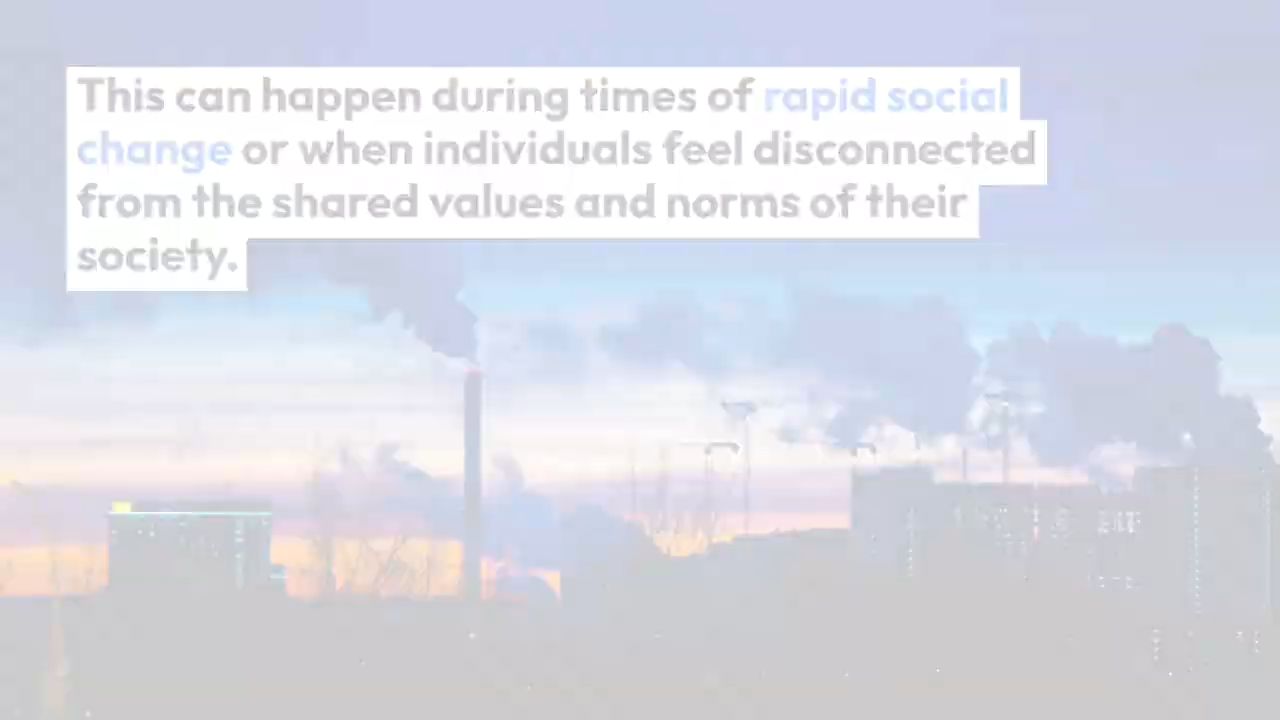 This can happen during times of rapid social
change or when individuals feel disconnected
from the shared values and norms of their
society.